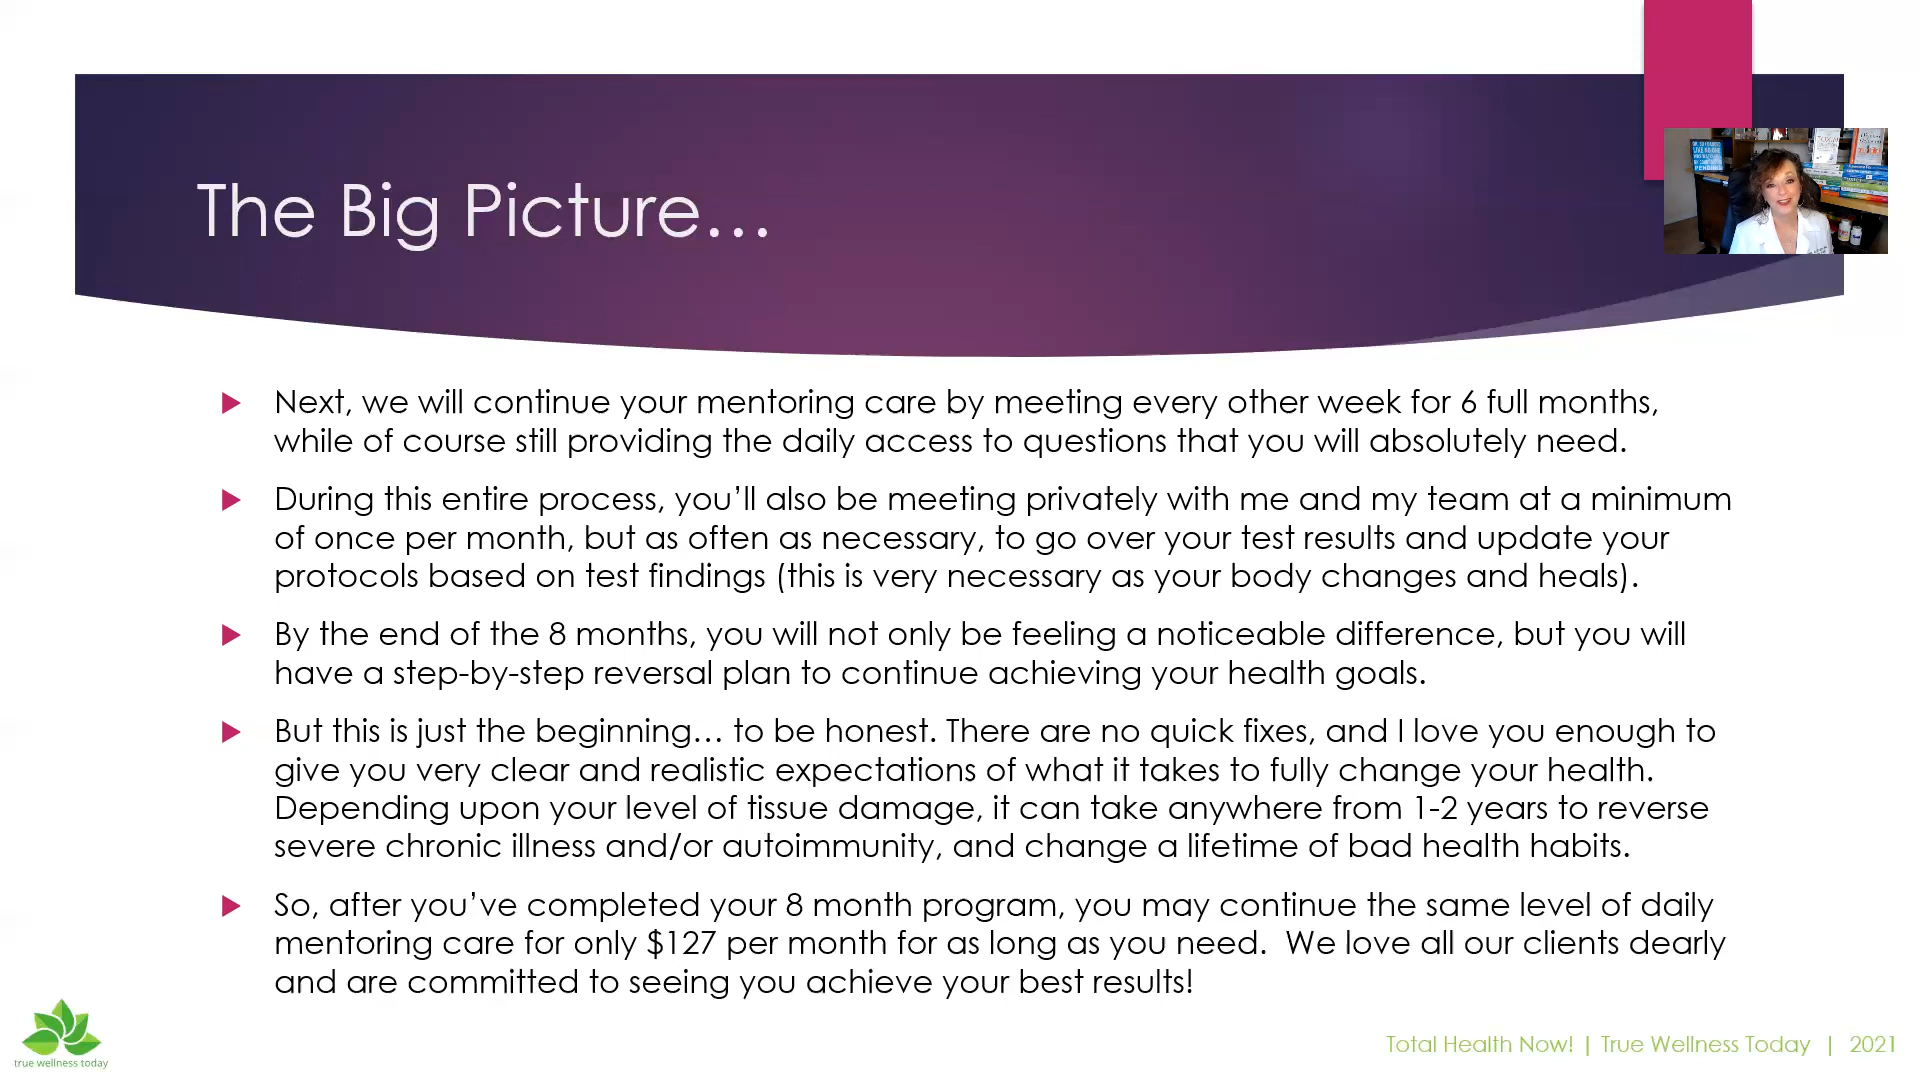 The Big Picture…
Next, we will continue your mentoring care by meeting every other week for 6 full months,
while of course still providing the daily access to questions that you will absolutely need.
During this entire process, you’ll also be meeting privately with me and my team at a minimum
of once per month, but as often as necessary, to go over your test results and update your
protocols based on test findings (this is very necessary as your body changes and heals).
By the end of the 8 months, you will not only be feeling a noticeable difference, but you will
have a step-by-step reversal plan to continue achieving your health goals.
But this is just the beginning… to be honest. There are no quick fixes, and I love you enough to
give you very clear and realistic expectations of what it takes to fully change your health.
Depending upon your level of tissue damage, it can take anywhere from 1-2 years to reverse
severe chronic illness and/or autoimmunity, and change a lifetime of bad health habits.
So, after you’ve completed your 8 month program, you may continue the same level of daily
mentoring care for only $127 per month for as long as you need.  We love all our clients dearly
and are committed to seeing you achieve your best results!
true wellness today
Total Health Now! | True Wellness Today | 2021